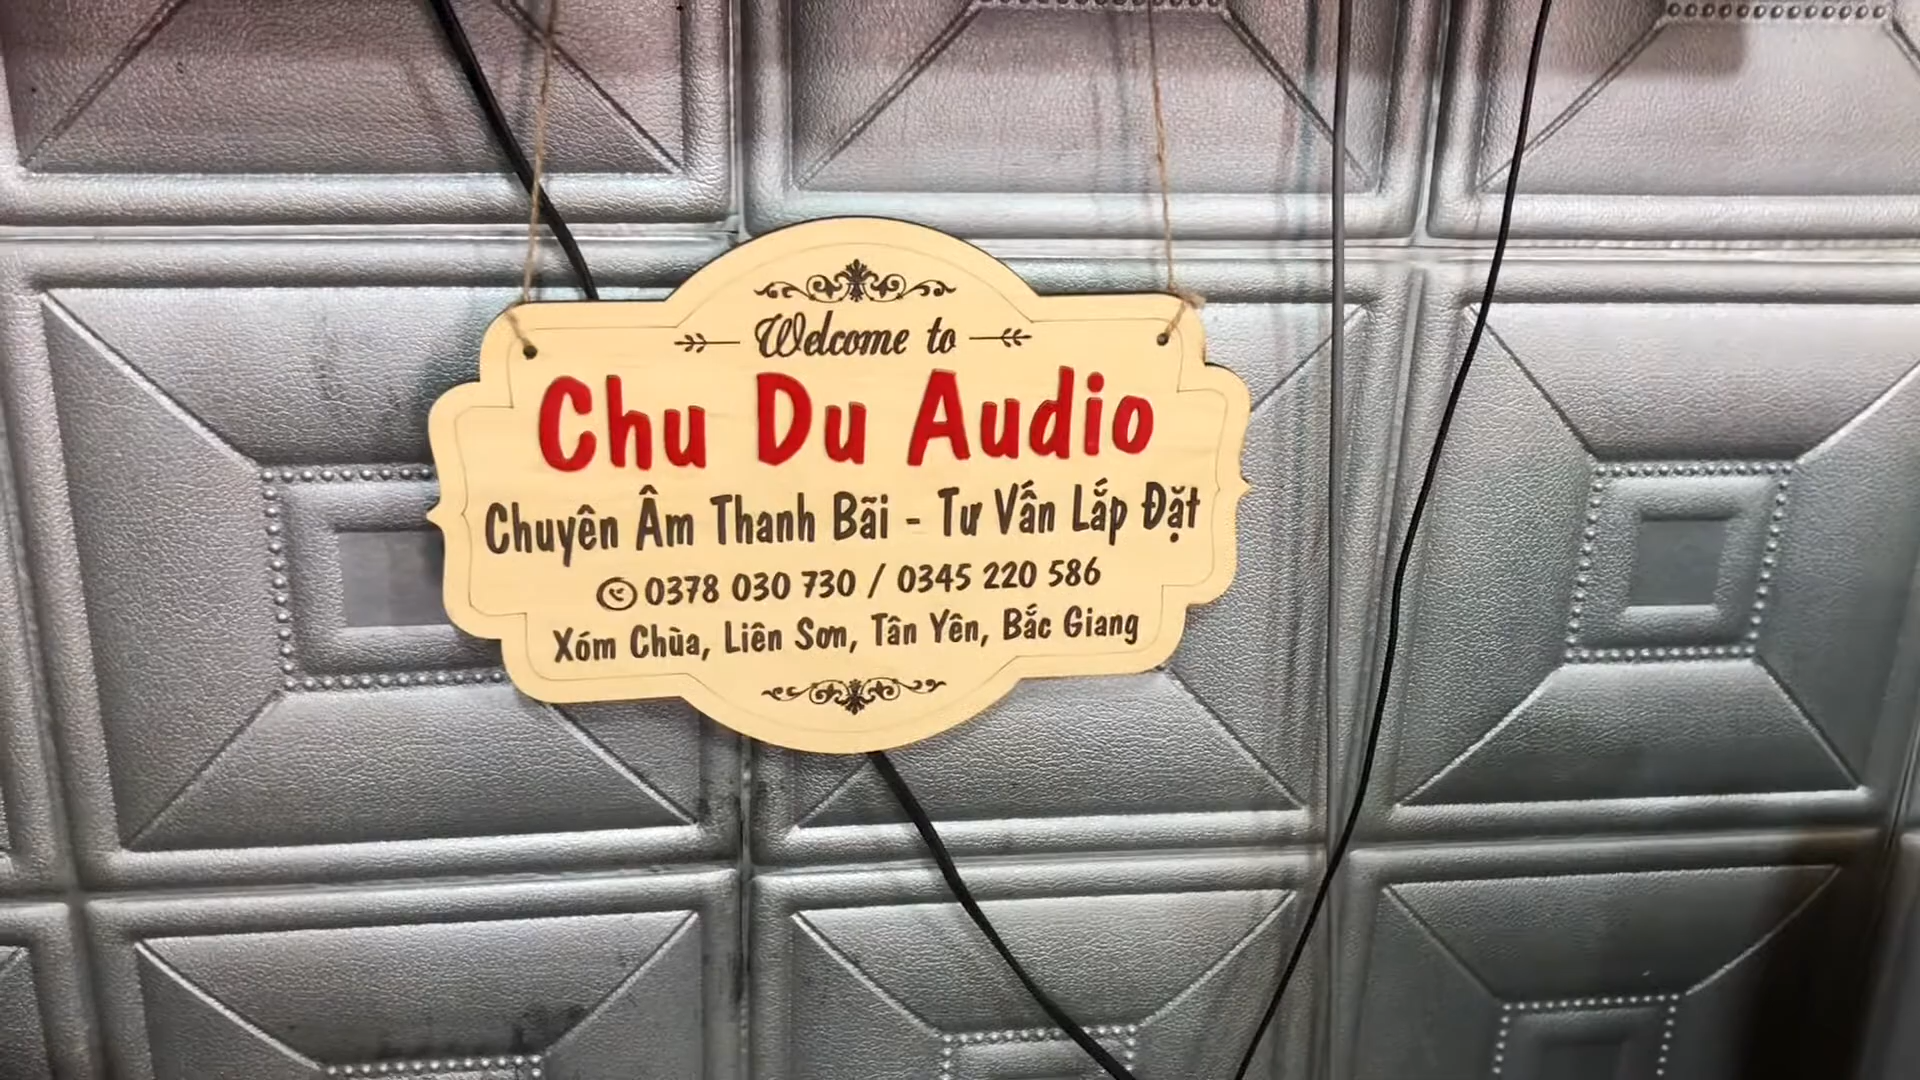 Welcome to
Chu Du Audio
Chuyên Âm Thanh Bãi - Tư Vấn Lắp Đặt
0378 030 730 / 0345 220 586
Xóm Chùa, Liên Sơn, Tân Yên, Bắc Giang